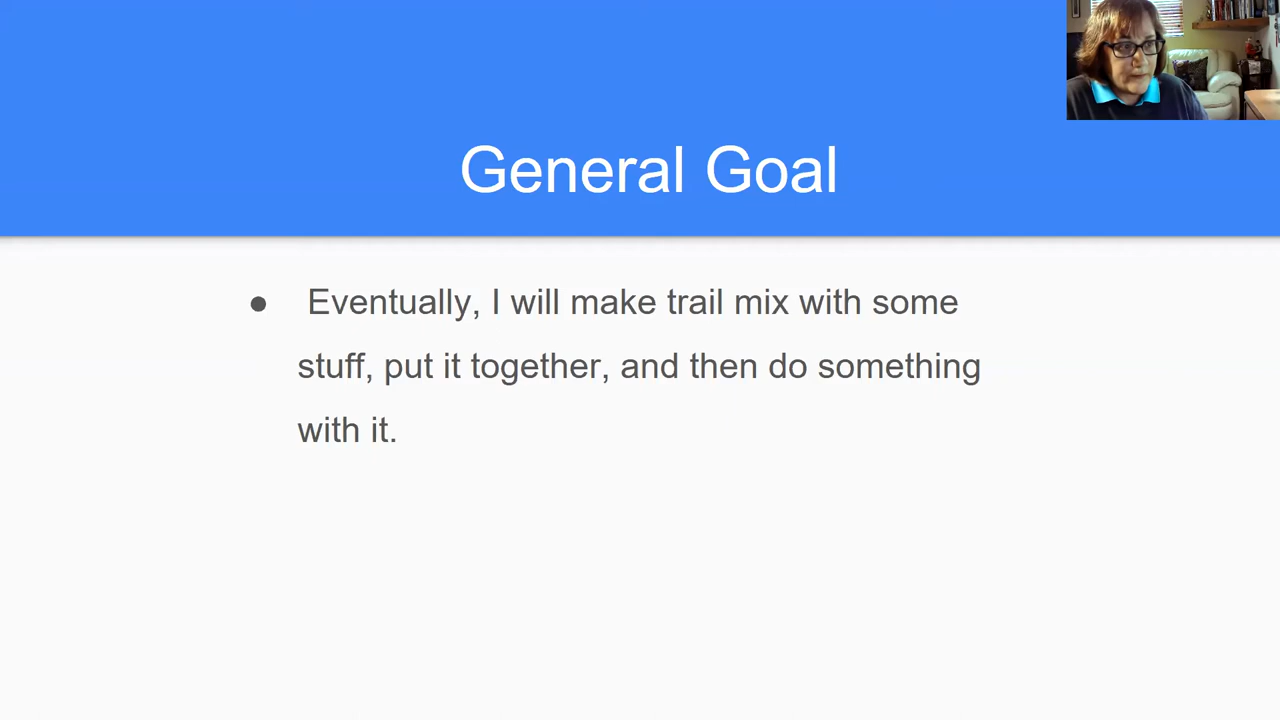 General Goal
● Eventually, I will make trail mix with some
stuff, put it together, and then do something
with it.